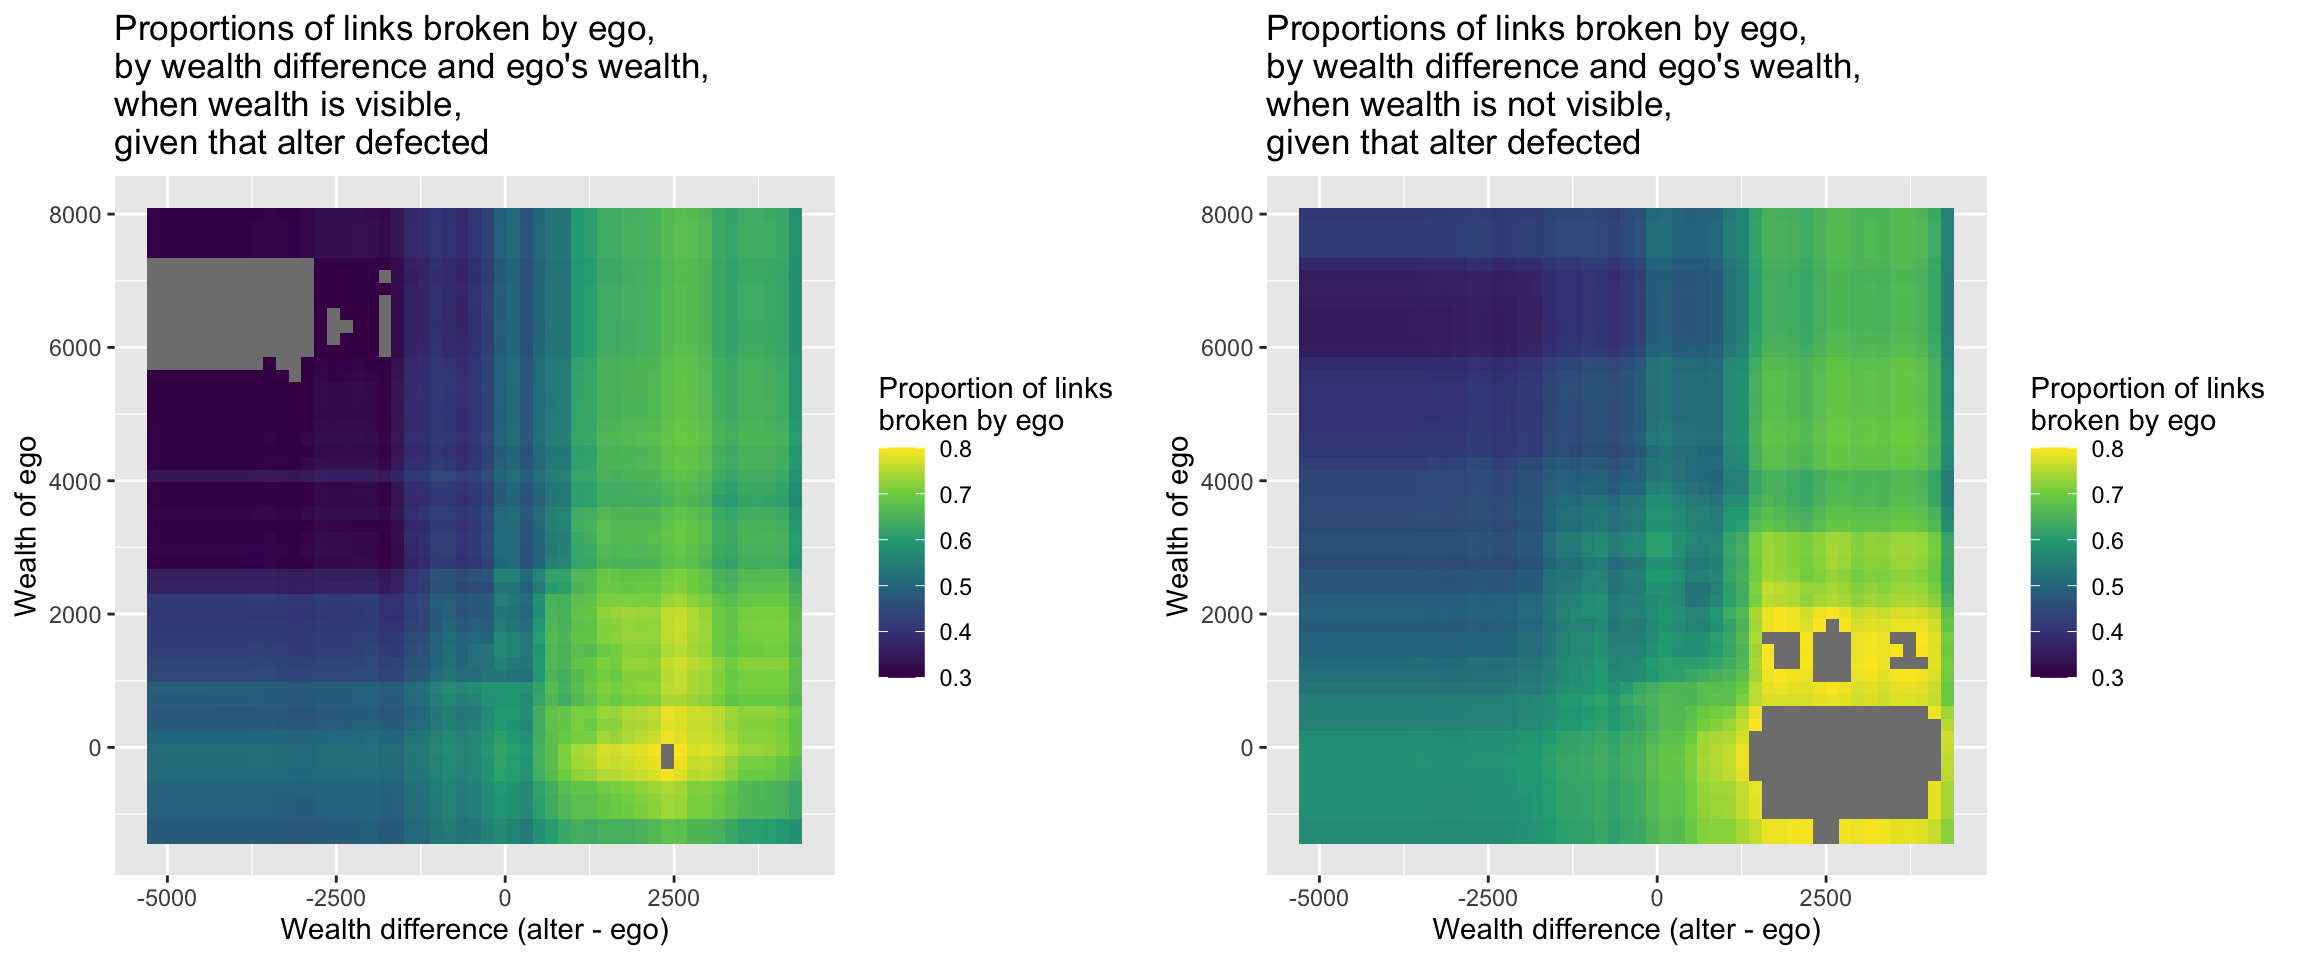 Proportions of links broken by ego,
by wealth difference and ego's wealth,
when wealth is visible,
given that alter defected
8000
6000
4000
2000
0
Wealth of ego
-5000
-2500
0
2500
Wealth difference (alter - ego)
Proportion of links
broken by ego
0.8
0.7
0.6
0.5
0.4
0.3
Proportions of links broken by ego,
by wealth difference and ego's wealth,
when wealth is not visible,
given that alter defected
8000
6000
4000
2000
0
Wealth of ego
-5000
-2500
0
2500
Wealth difference (alter - ego)
Proportion of links
broken by ego
0.8
0.7
0.6
0.5
0.4
0.3